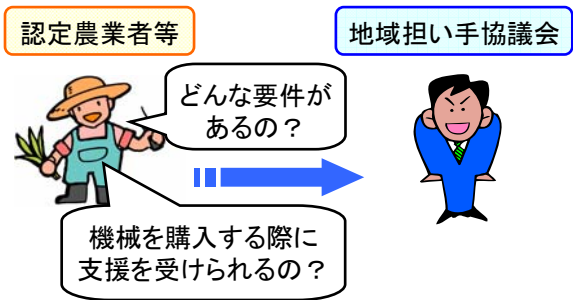 認定農業者等
地域担い手協議会
どんな要件が
あるの？
機械を購入する際に
支援を受けられるの？